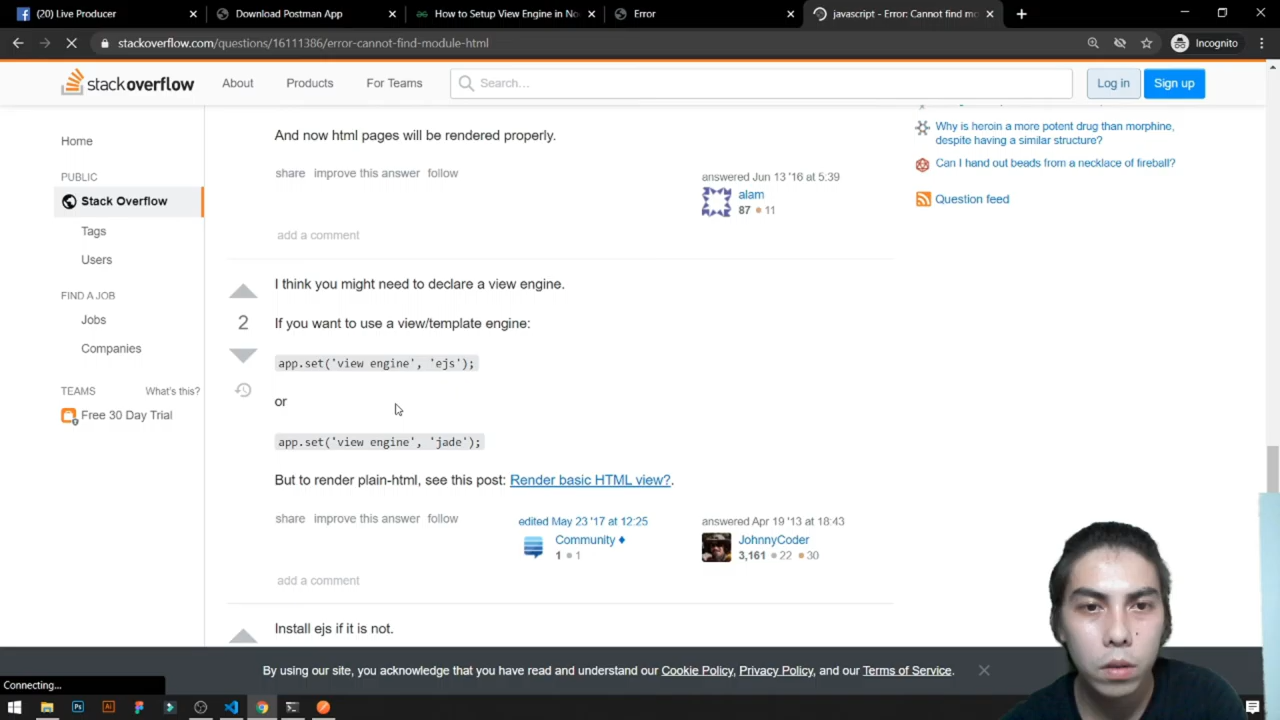 (20) Live Producer
Download Postman App
How to Setup View Engine in No
Error
javascript - Error: Cannot find mo
stackoverflow.com/questions/16111386/error-cannot-find-module-html
Incognito
stackoverflow
About
Products
For Teams
Search...
Log in
Sign up
Home
PUBLIC
Stack Overflow
Tags
Users
FIND A JOB
Jobs
Companies
TEAMS
What's this?
Free 30 Day Trial
And now html pages will be rendered properly.
share improve this answer follow
answered Jun 13 '16 at 5:39
alam
87 11
add a comment
I think you might need to declare a view engine.
2
If you want to use a view/template engine:
app.set('view engine', 'ejs');
or
app.set('view engine', 'jade');
But to render plain-html, see this post: Render basic HTML view?.
share improve this answer follow
edited May 23 '17 at 12:25
Community
1 1
answered Apr 19 '13 at 18:43
JohnnyCoder
3,161 22 30
add a comment
Install ejs if it is not.
Why is heroin a more potent drug than morphine,
despite having a similar structure?
Can I hand out beads from a necklace of fireball?
Question feed
By using our site, you acknowledge that you have read and understand our Cookie Policy, Privacy Policy, and our Terms of Service.
Connecting...